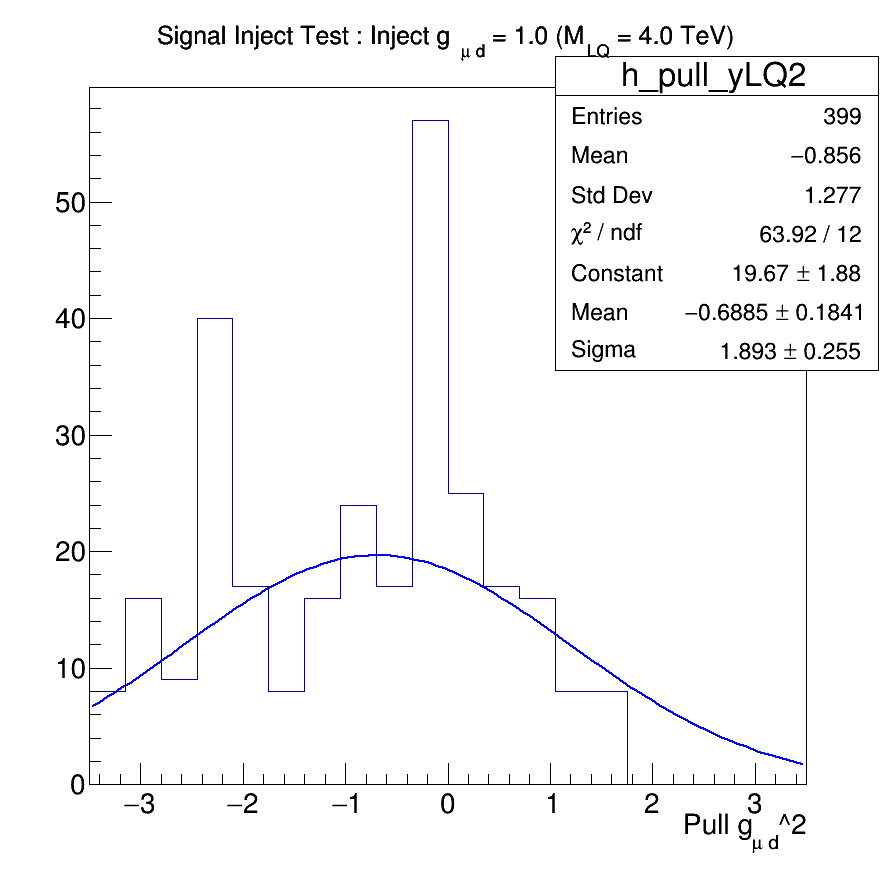 Signal Inject Test : Inject g μ d = 1.0 (M LQ = 4.0 TeV)
h_pull_yLQ2
Entries 399
Mean −0.856
Std Dev 1.277
χ² / ndf 63.92 / 12
Constant 19.67 ± 1.88
Mean −0.6885 ± 0.1841
Sigma 1.893 ± 0.255
50
40
30
20
10
0
−3 −2 −1 0 1 2 3
Pull g μ d^2